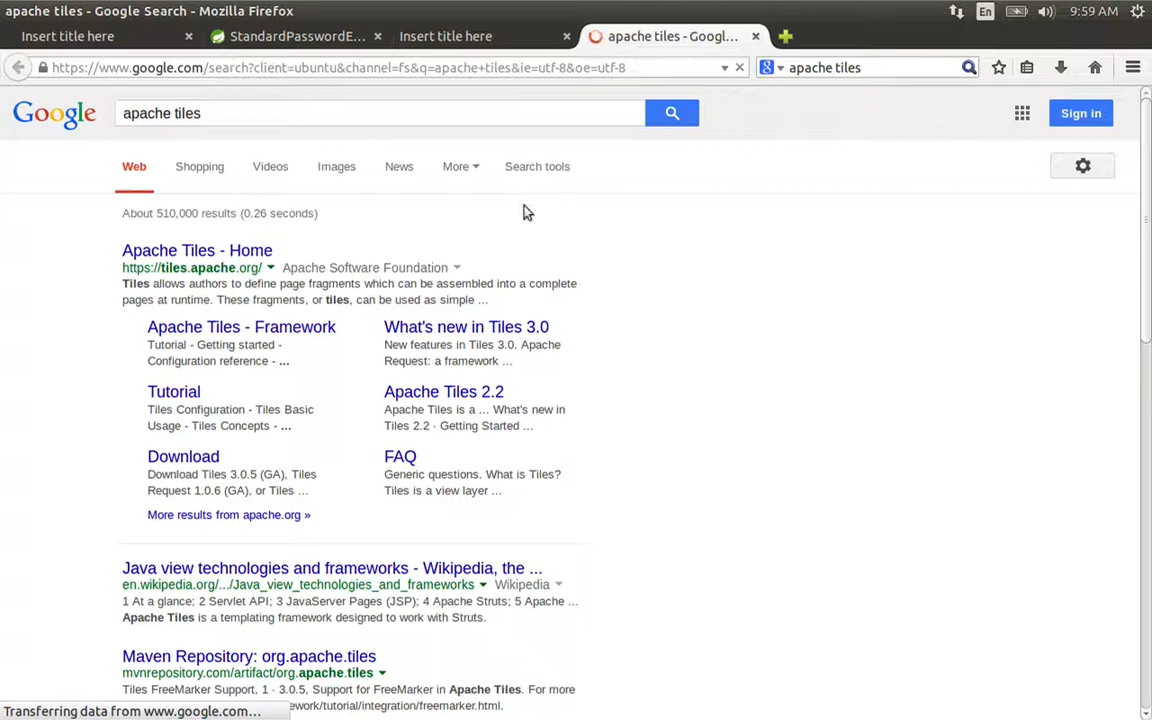 apache tiles - Google Search - Mozilla Firefox
En
9:59 AM
Insert title here
StandardPasswordE...
Insert title here
apache tiles - Googl...
https://www.google.com/search?client=ubuntu&channel=fs&q=apache+tiles&ie=utf-8&oe=utf-8
8
apache tiles
Google
apache tiles
Sign in
Web
Shopping
Videos
Images
News
More
Search tools
About 510,000 results (0.26 seconds)
Apache Tiles - Home
https://tiles.apache.org/
Apache Software Foundation
Tiles allows authors to define page fragments which can be assembled into a complete
pages at runtime. These fragments, or tiles, can be used as simple ...
Apache Tiles - Framework
Tutorial - Getting started -
Configuration reference - ...
What's new in Tiles 3.0
New features in Tiles 3.0. Apache
Request: a framework ...
Tutorial
Tiles Configuration - Tiles Basic
Usage - Tiles Concepts - ...
Apache Tiles 2.2
Apache Tiles is a ... What's new in
Tiles 2.2 · Getting Started ...
Download
Download Tiles 3.0.5 (GA), Tiles
Request 1.0.6 (GA), or Tiles ...
FAQ
Generic questions. What is Tiles?
Tiles is a view layer ...
More results from apache.org »
Java view technologies and frameworks - Wikipedia, the ...
en.wikipedia.org/.../Java_view_technologies_and_frameworks
Wikipedia
1 At a glance; 2 Servlet API; 3 JavaServer Pages (JSP); 4 Apache Struts; 5 Apache ...
Apache Tiles is a templating framework designed to work with Struts.
Maven Repository: org.apache.tiles
mvnrepository.com/artifact/org.apache.tiles
Tiles FreeMarker Support, 1 · 3.0.5, Support for FreeMarker in Apache Tiles. For more
ework/tutorial/integration/freemarker.html.
Transferring data from www.google.com...